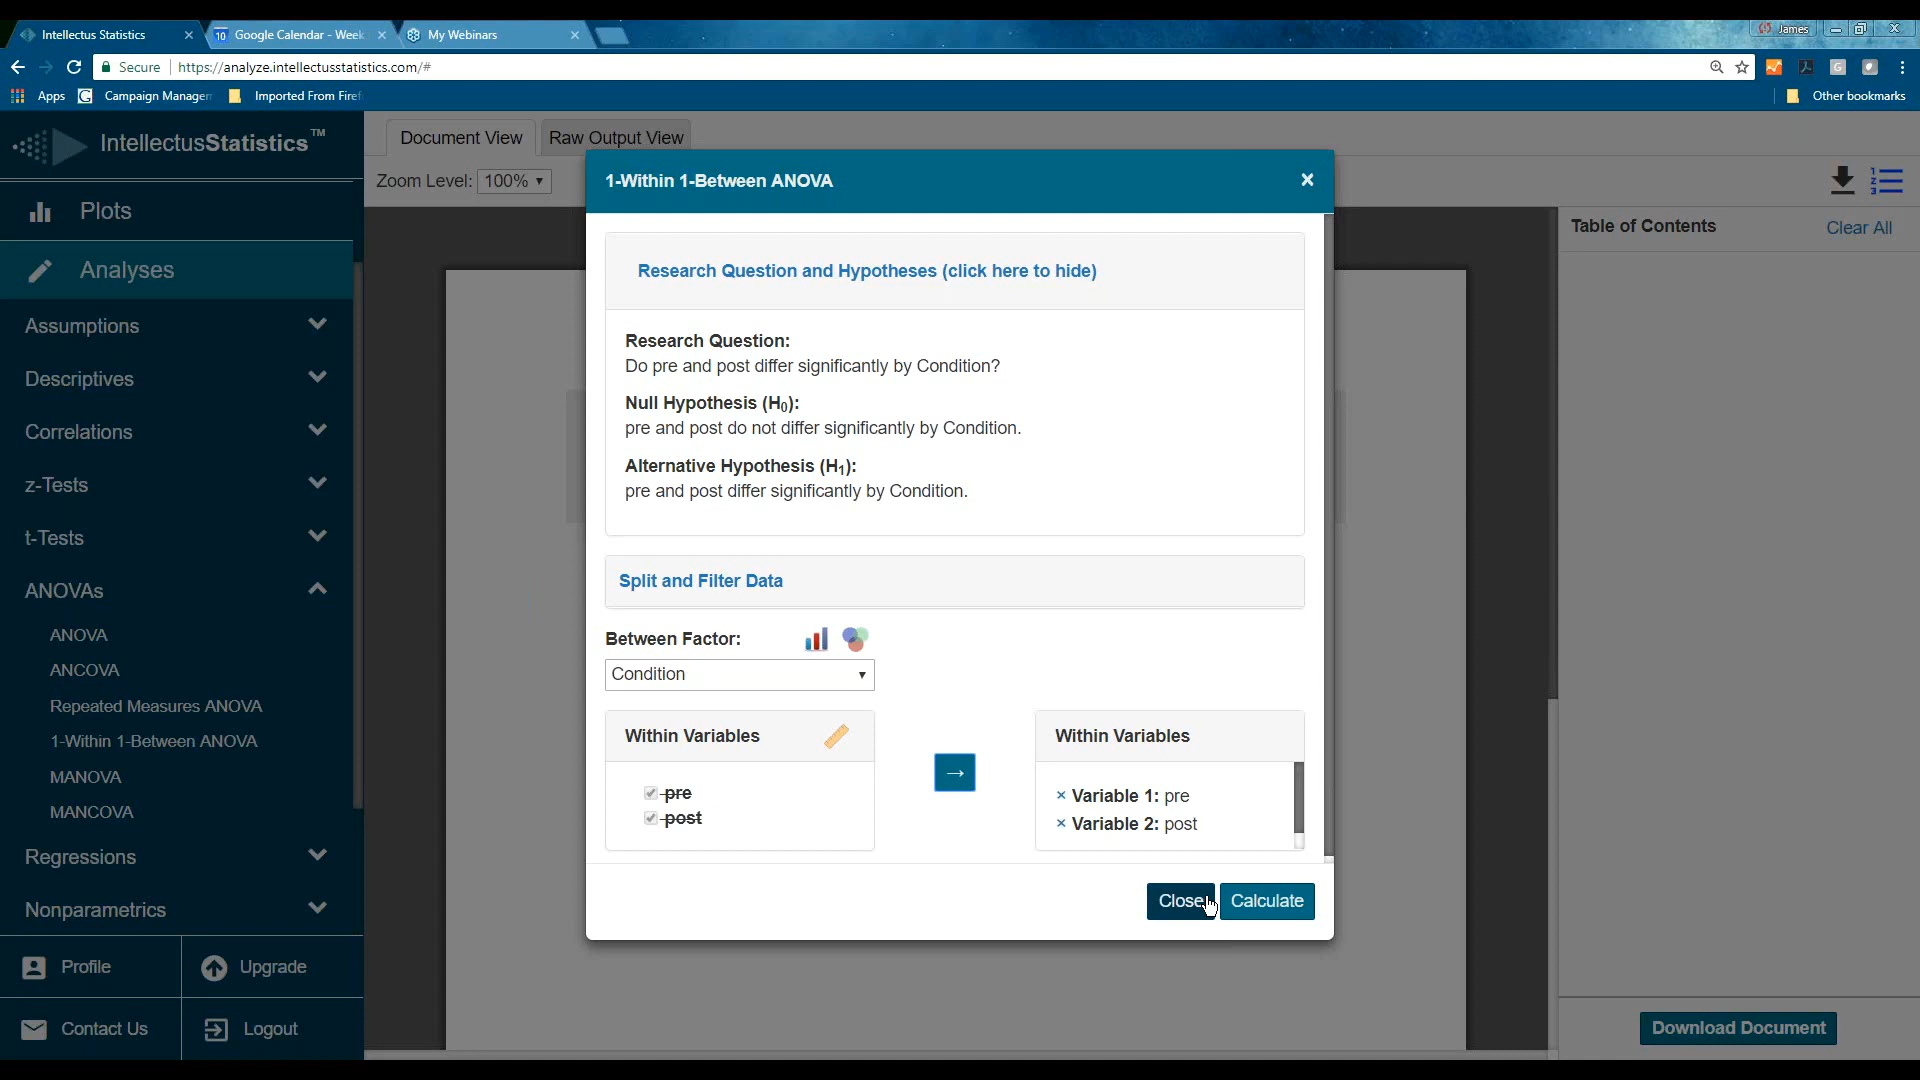 Intellectus Statistics
Google Calendar - Week
My Webinars
James
Secure
https://analyze.intellectusstatistics.com/#
Apps
Campaign Manager
Imported From Firef
Other bookmarks
IntellectusStatistics™
Plots
Analyses
Assumptions
Descriptives
Correlations
z-Tests
t-Tests
ANOVAs
ANOVA
ANCOVA
Repeated Measures ANOVA
1-Within 1-Between ANOVA
MANOVA
MANCOVA
Regressions
Nonparametrics
Profile
Upgrade
Contact Us
Logout
Document View
Raw Output View
Zoom Level: 100%
1-Within 1-Between ANOVA
Research Question and Hypotheses (click here to hide)
Research Question:
Do pre and post differ significantly by Condition?
Null Hypothesis (H0):
pre and post do not differ significantly by Condition.
Alternative Hypothesis (H1):
pre and post differ significantly by Condition.
Split and Filter Data
Between Factor:
Condition
Within Variables
pre
post
→
Within Variables
× Variable 1: pre
× Variable 2: post
Close
Calculate
Table of Contents
Clear All
Download Document